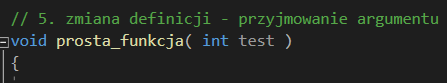 // 5. zmiana definicji - przyjmowanie argumentu
void prosta_funkcja( int test )
{